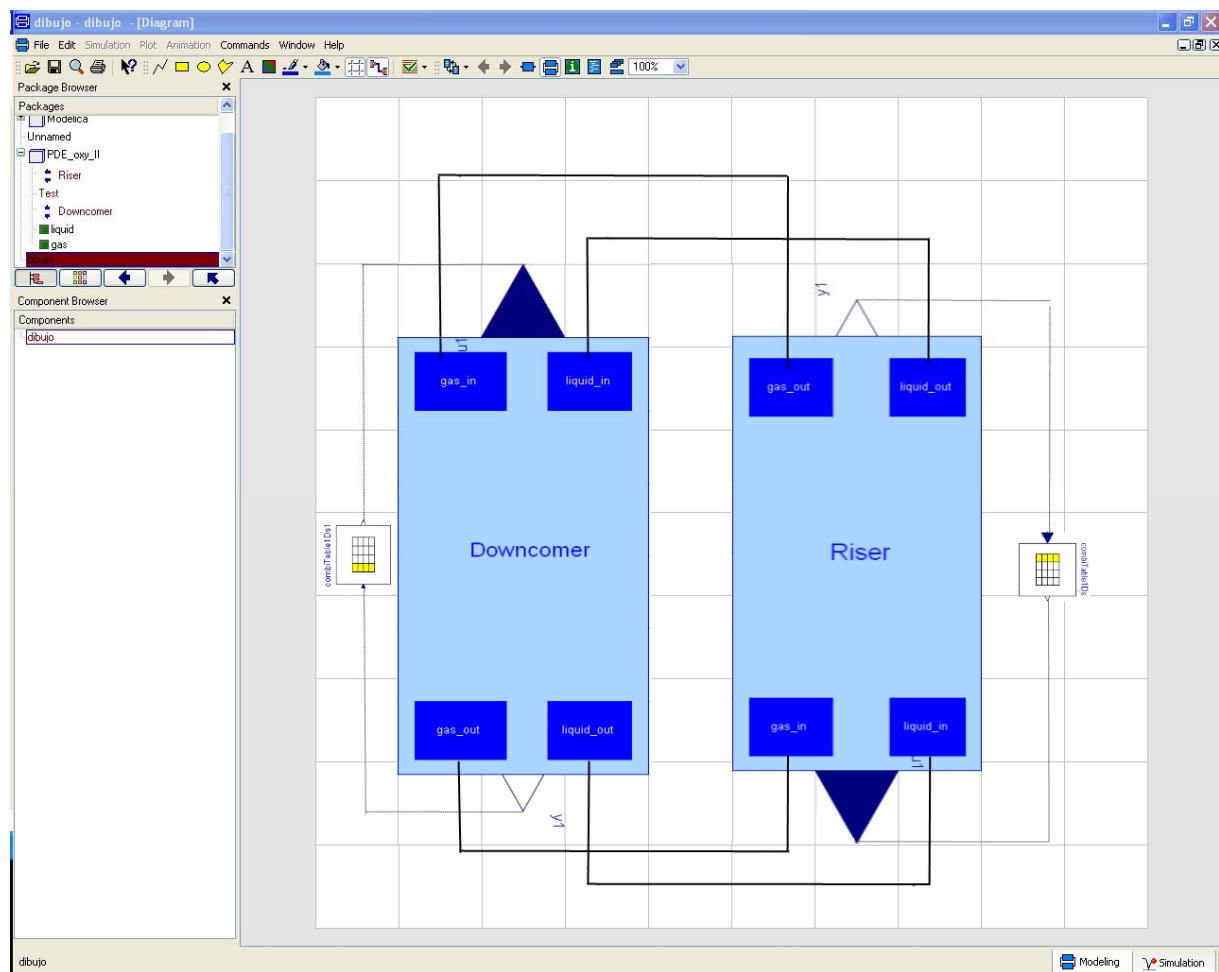 dibujo - dibujo - [Diagram]
File Edit Simulation Plot Animation Commands Window Help
A
100%
Package Browser
Packages
Modelica
Unnamed
PDE_oxy_II
Riser
Test
Downcomer
liquid
gas
dibujo
Component Browser
Components
dibujo
y1
u1
gas_in
liquid_in
gas_out
liquid_out
combiTable1Ds1
Downcomer
Riser
combiTable1Ds
gas_out
liquid_out
gas_in
liquid_in
u1
y1
dibujo
Modeling
Simulation